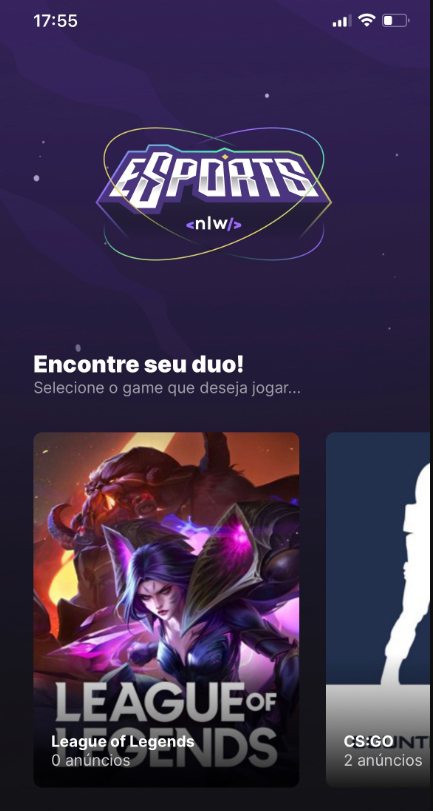 17:55
ESPORTS
<nlw/>
Encontre seu duo!
Selecione o game que deseja jogar...
LEAGUE OF
LEGENDS
League of Legends
0 anúncios
CS:GO
2 anúncios